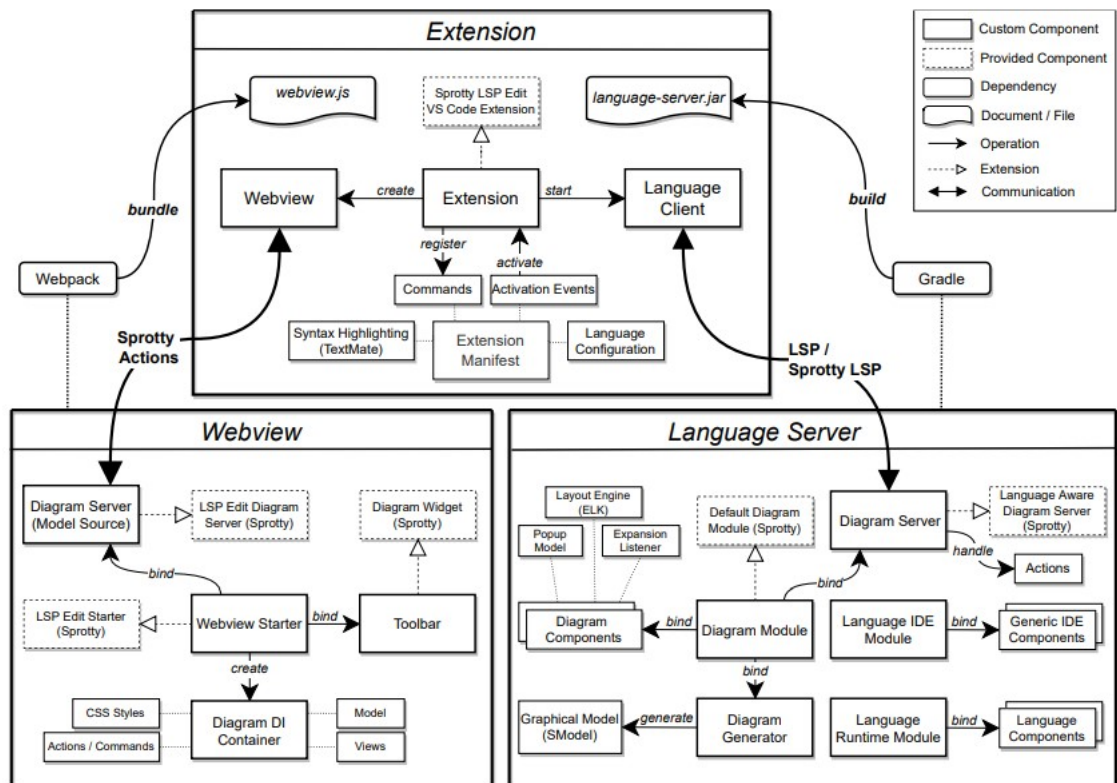 Extension
webview.js
Sprotty LSP Edit
VS Code Extension
language-server.jar
Custom Component
Provided Component
Dependency
Document / File
Operation
Extension
Communication
bundle
Webview
create
Extension
start
Language
Client
build
register
activate
Webpack
Commands
Activation Events
Gradle
Syntax Highlighting
(TextMate)
Extension
Manifest
Language
Configuration
Sprotty
Actions
LSP /
Sprotty LSP
Webview
Diagram Server
(Model Source)
LSP Edit Diagram
Server (Sprotty)
Diagram Widget
(Sprotty)
bind
LSP Edit Starter
(Sprotty)
Webview Starter
bind
Toolbar
create
CSS Styles
Actions / Commands
Diagram DI
Container
Model
Views
Language Server
Layout Engine
(ELK)
Popup
Model
Expansion
Listener
Default Diagram
Module (Sprotty)
Diagram Server
Language Aware
Diagram Server
(Sprotty)
handle
Actions
bind
Diagram
Components
bind
Diagram Module
Language IDE
Module
bind
Generic IDE
Components
bind
Graphical Model
(SModel)
generate
Diagram
Generator
Language
Runtime Module
bind
Language
Components